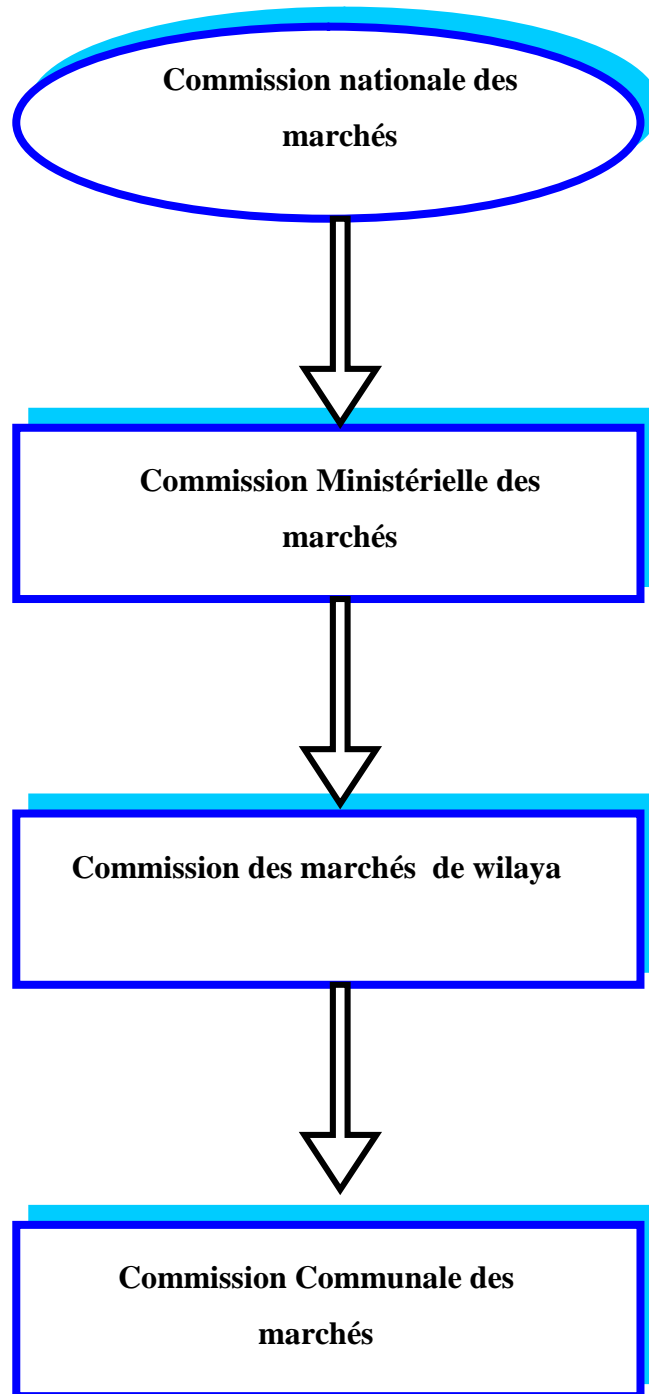 Commission nationale des
marchés
Commission Ministérielle des
marchés
Commission des marchés de wilaya
Commission Communale des
marchés